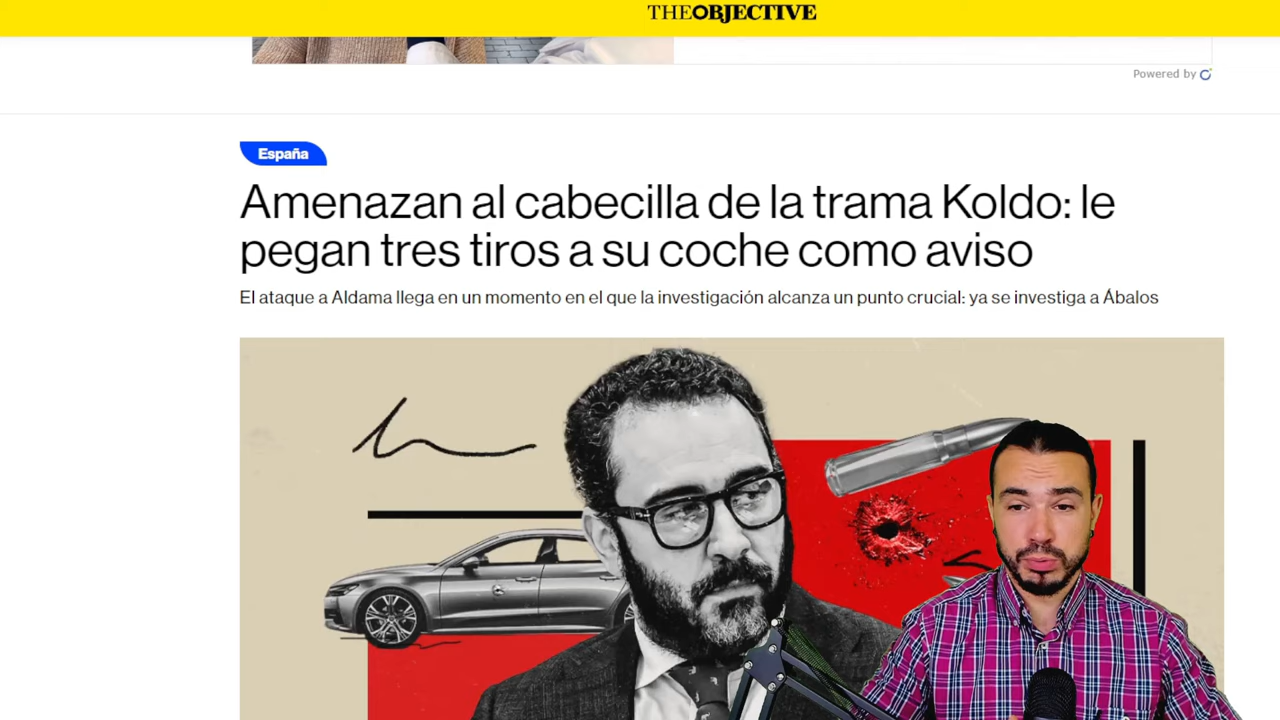 THEOBJECTIVE
Powered by
España
Amenazan al cabecilla de la trama Koldo: le
pegan tres tiros a su coche como aviso
El ataque a Aldama llega en un momento en el que la investigación alcanza un punto crucial: ya se investiga a Ábalos